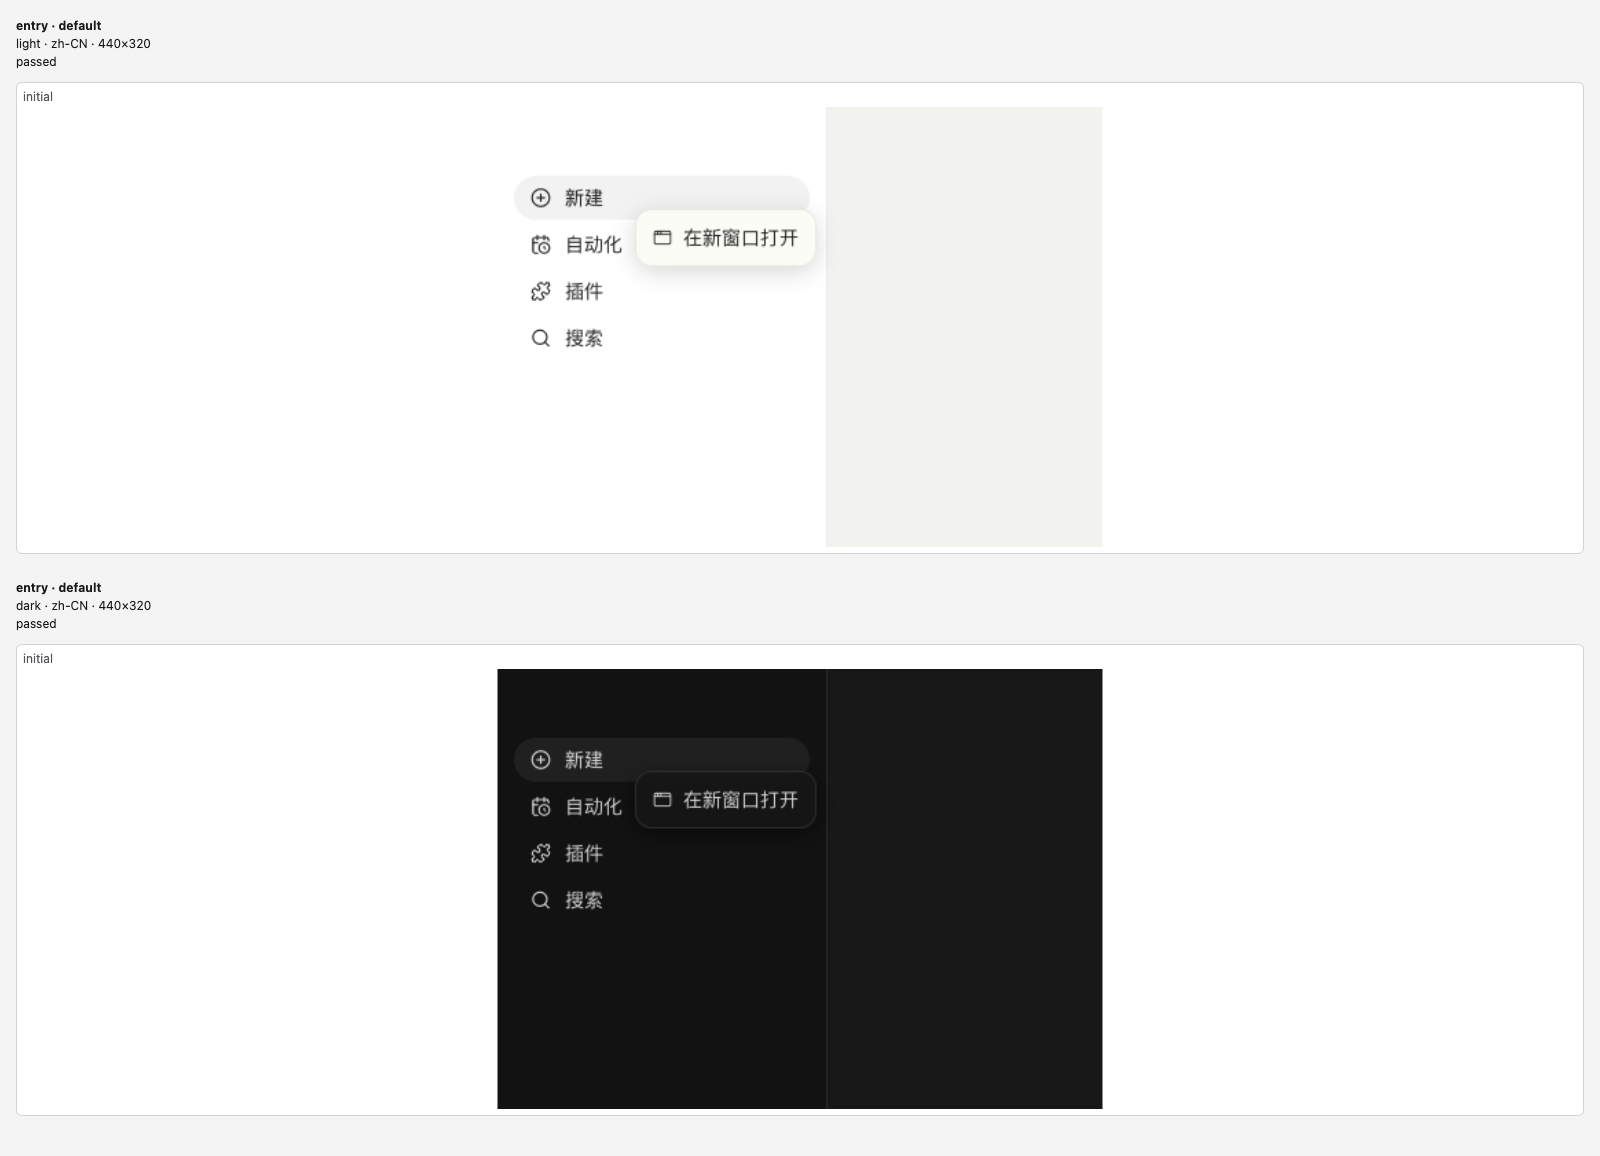 entry · default
light · zh-CN · 440×320
passed
initial
新建
在新窗口打开
自动化
插件
搜索
entry · default
dark · zh-CN · 440×320
passed
initial
新建
在新窗口打开
自动化
插件
搜索